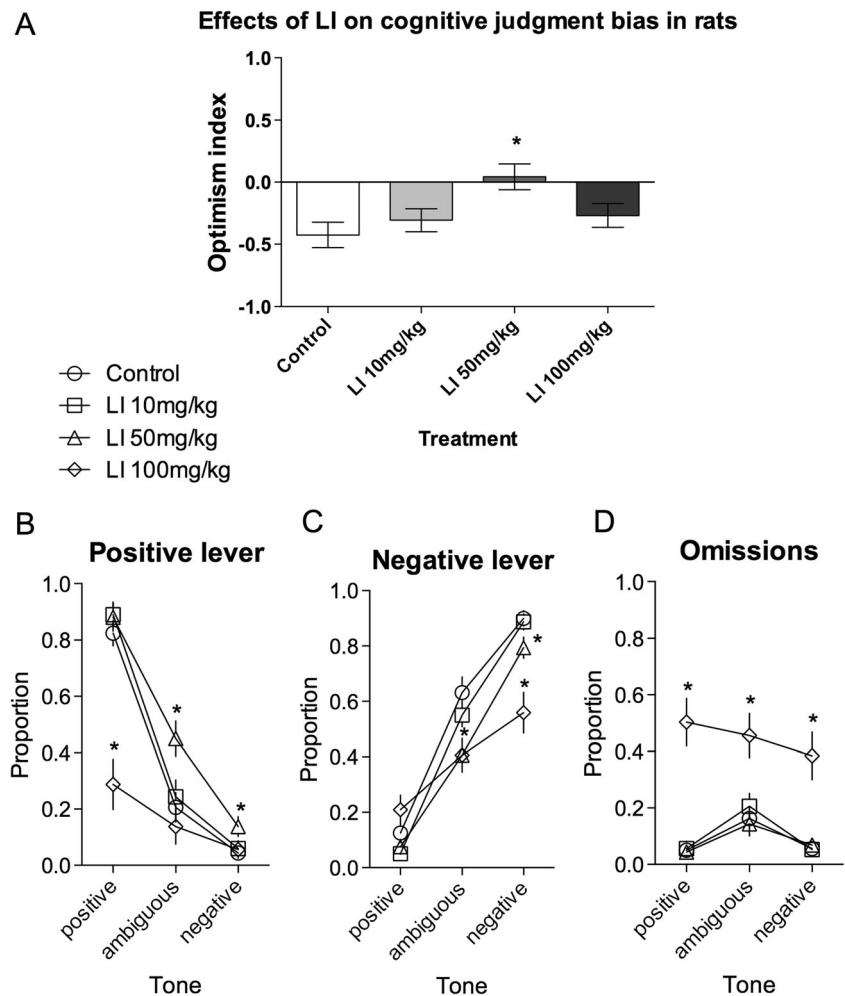 A
Effects of LI on cognitive judgment bias in rats
Optimism index
1.0
0.5
0.0
-0.5
-1.0
*
Control
LI 10mg/kg
LI 50mg/kg
LI 100mg/kg
Treatment
Control
LI 10mg/kg
LI 50mg/kg
LI 100mg/kg
B
Positive lever
Proportion
1.0
0.8
0.6
0.4
0.2
0.0
*
*
*
positive
ambiguous
negative
Tone
C
Negative lever
Proportion
1.0
0.8
0.6
0.4
0.2
0.0
*
*
*
positive
ambiguous
negative
Tone
D
Omissions
Proportion
1.0
0.8
0.6
0.4
0.2
0.0
*
*
*
positive
ambiguous
negative
Tone